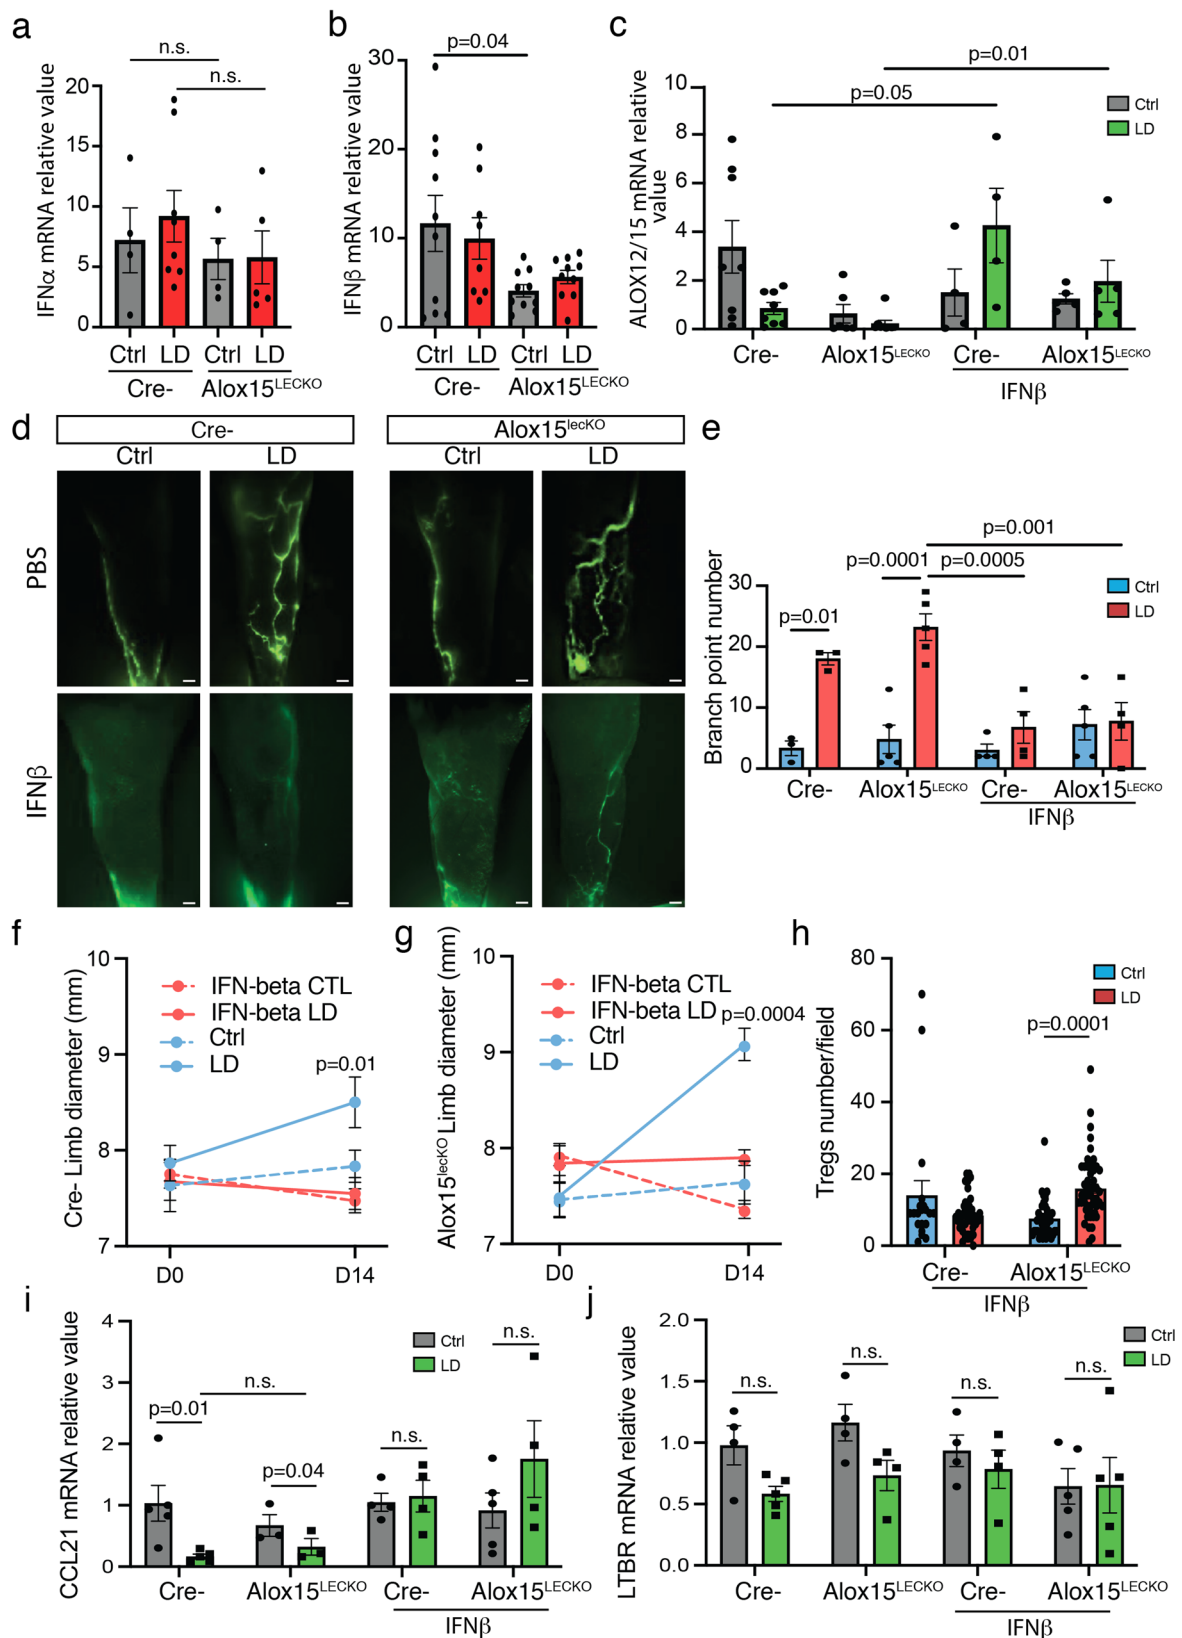 a
n.s.
n.s.
IFNα mRNA relative value
20
15
10
5
0
Ctrl LD Ctrl LD
Cre- Alox15LECKO
b
p=0.04
IFNβ mRNA relative value
30
20
10
0
Ctrl LD Ctrl LD
Cre- Alox15LECKO
c
p=0.01
p=0.05
Ctrl
LD
ALOX12/15 mRNA relative
value
10
8
6
4
2
0
Cre- Alox15LECKO Cre- Alox15LECKO
IFNβ
d
Cre- Alox15lecKO
Ctrl LD Ctrl LD
PBS
IFNβ
e
p=0.001
p=0.0001 p=0.0005
p=0.01
Ctrl
LD
Branch point number
30
20
10
0
Cre- Alox15LECKO Cre- Alox15LECKO
IFNβ
f
Cre- Limb diameter (mm)
10
9
8
7
IFN-beta CTL
IFN-beta LD
Ctrl
LD
p=0.01
D0 D14
g
Alox15lecKO Limb diameter (mm)
10
9
8
7
IFN-beta CTL
IFN-beta LD
Ctrl
LD
p=0.0004
D0 D14
h
Tregs number/field
80
60
40
20
0
Ctrl
LD
p=0.0001
Cre- Alox15LECKO
IFNβ
i
CCL21 mRNA relative value
4
3
2
1
0
Ctrl
LD
n.s.
n.s.
p=0.01
p=0.04
n.s.
Cre- Alox15LECKO Cre- Alox15LECKO
IFNβ
j
LTBR mRNA relative value
2.0
1.5
1.0
0.5
0.0
Ctrl
LD
n.s.
n.s.
n.s.
n.s.
Cre- Alox15LECKO Cre- Alox15LECKO
IFNβ